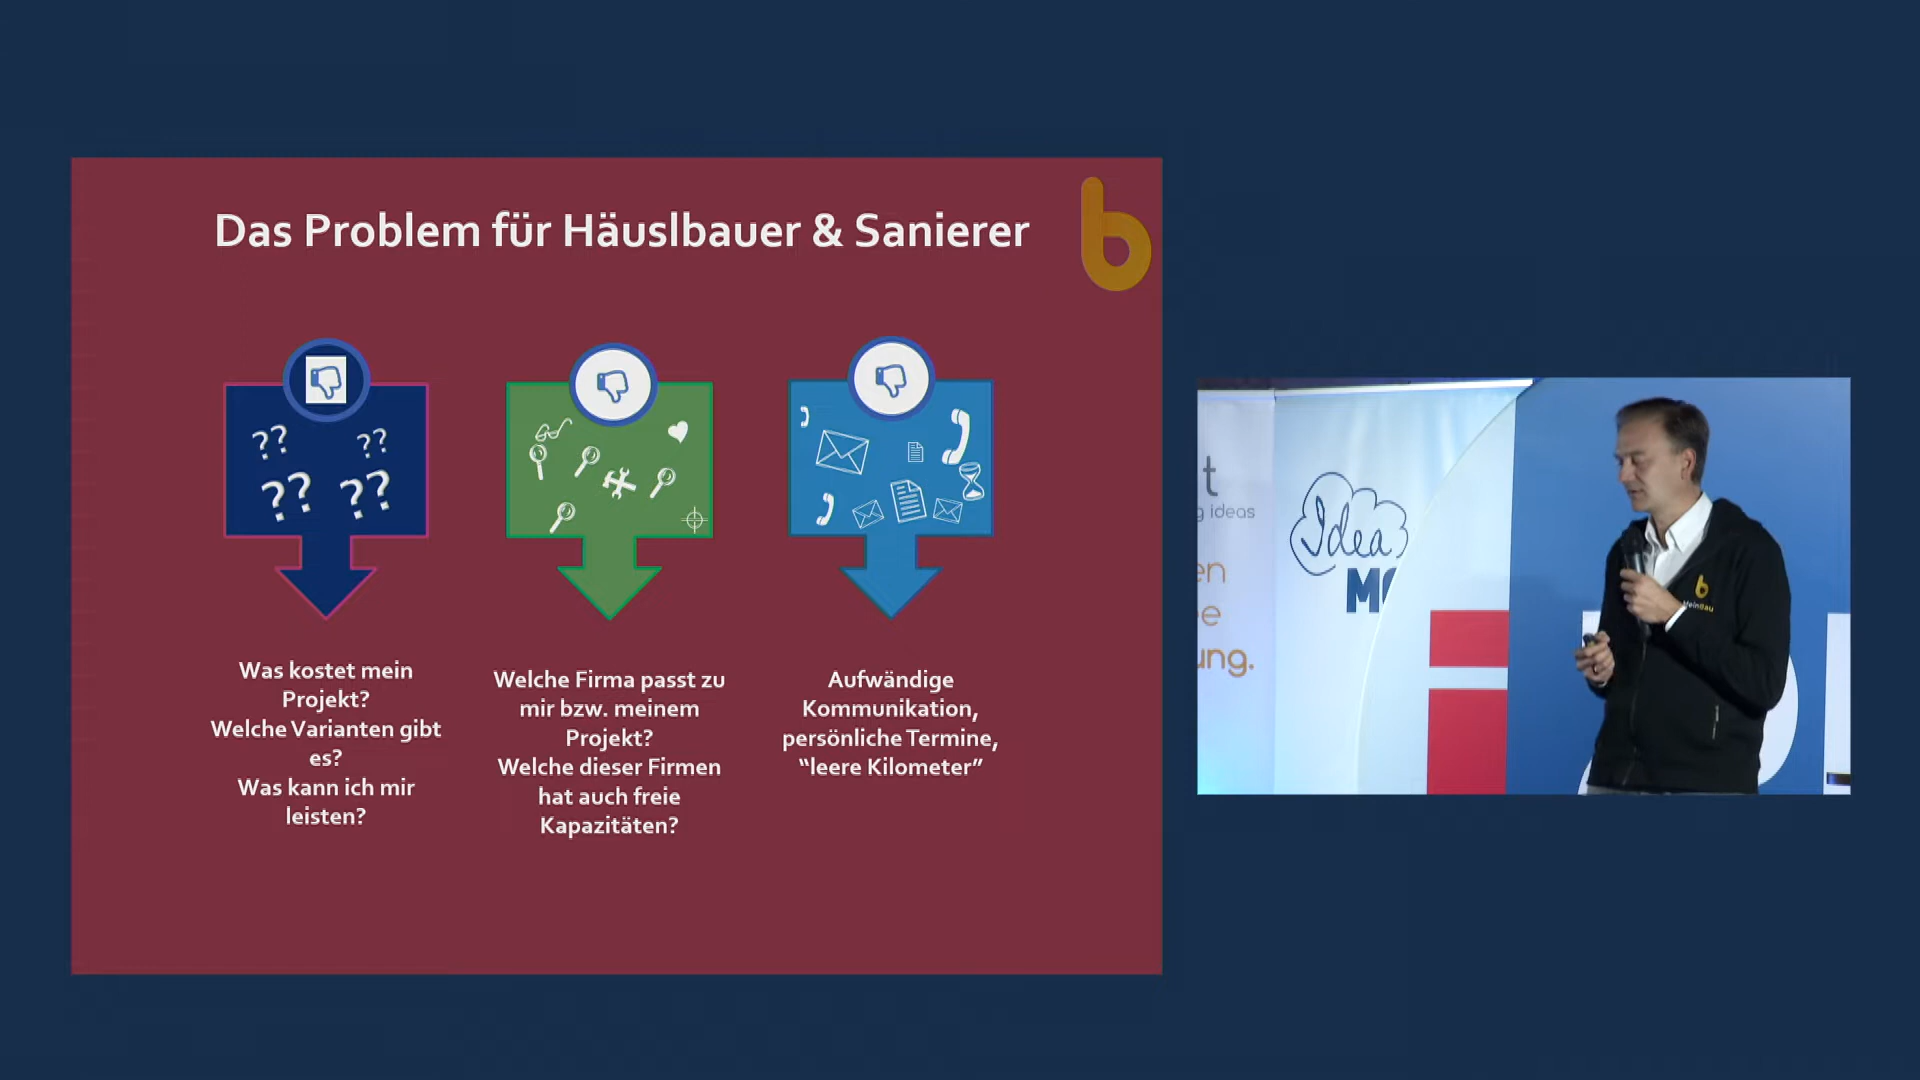 Das Problem für Häuslbauer & Sanierer
b
?? ??
?? ??
Was kostet mein
Projekt?
Welche Varianten gibt
es?
Was kann ich mir
leisten?
Welche Firma passt zu
mir bzw. meinem
Projekt?
Welche dieser Firmen
hat auch freie
Kapazitäten?
Aufwändige
Kommunikation,
persönliche Termine,
“leere Kilometer”
t
g ideas
en
e
ung.
Idea
i
b
MeinBau